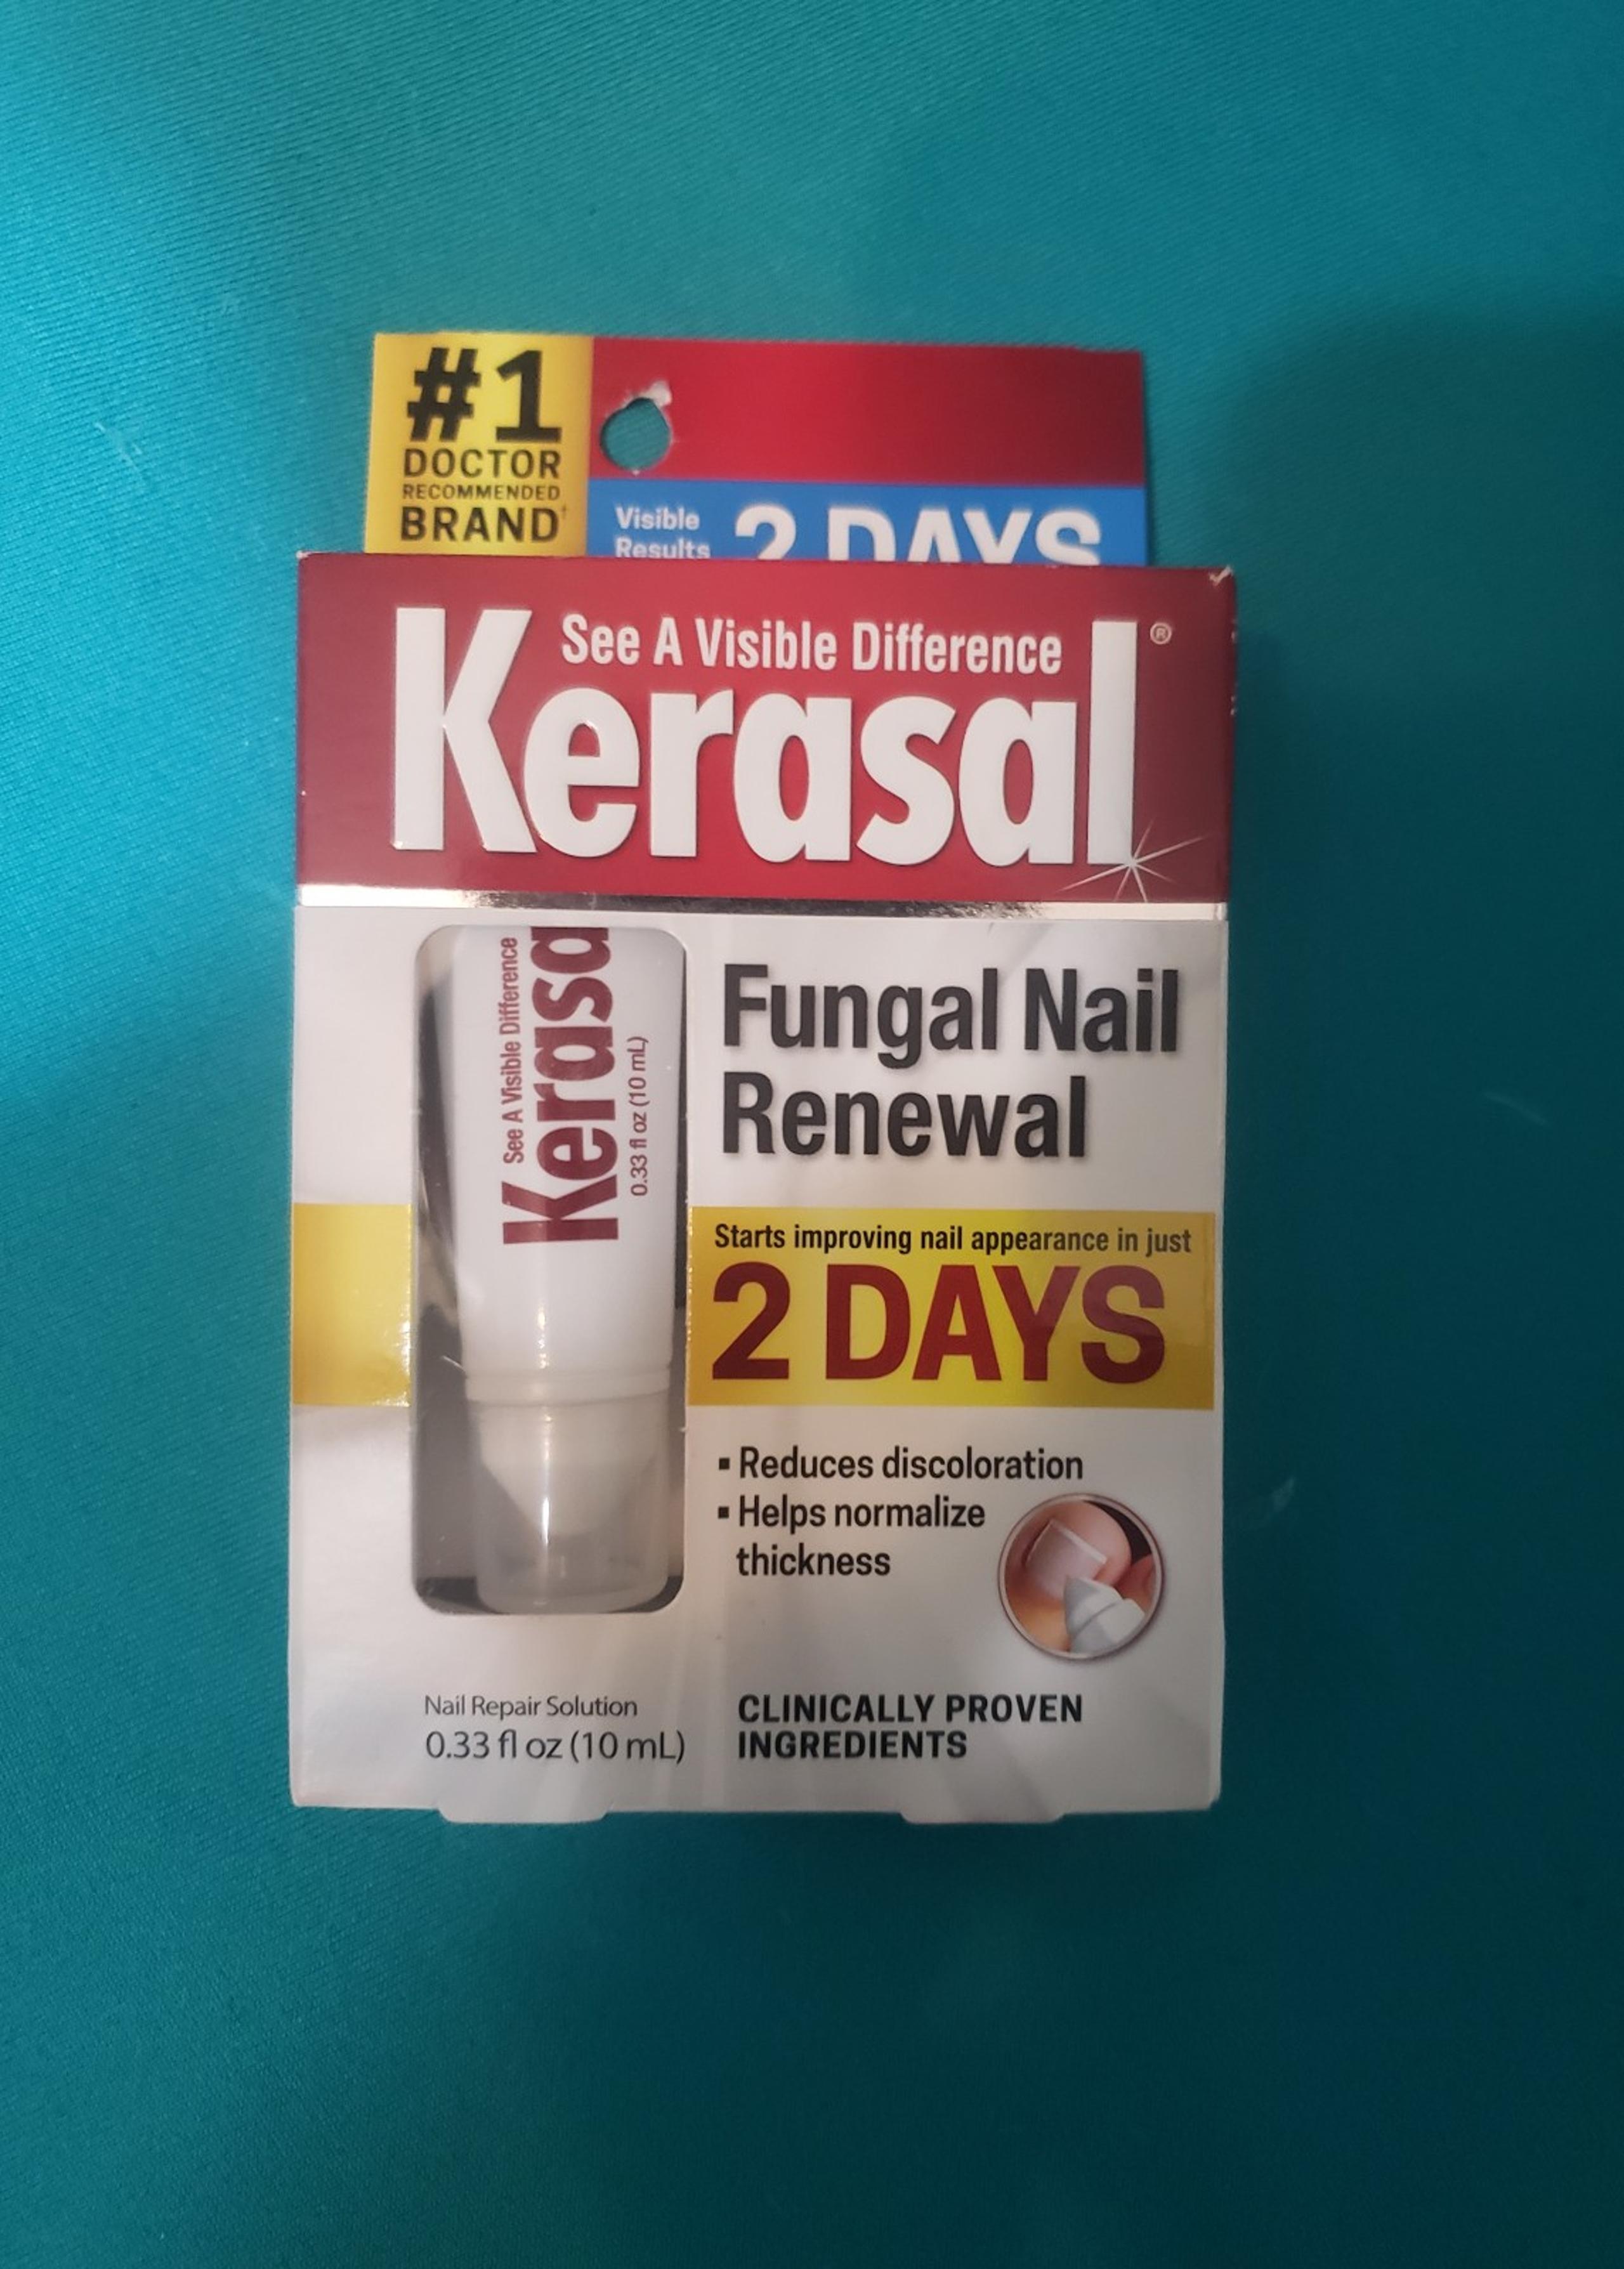 #1
DOCTOR
RECOMMENDED
BRAND†
Visible
Results
2 DAYS
See A Visible Difference
Kerasal®
See A Visible Difference
Kerasa
0.33 fl oz (10 mL)
Fungal Nail
Renewal
Starts improving nail appearance in just
2 DAYS
▪ Reduces discoloration
▪ Helps normalize
thickness
Nail Repair Solution
0.33 fl oz (10 mL)
CLINICALLY PROVEN
INGREDIENTS